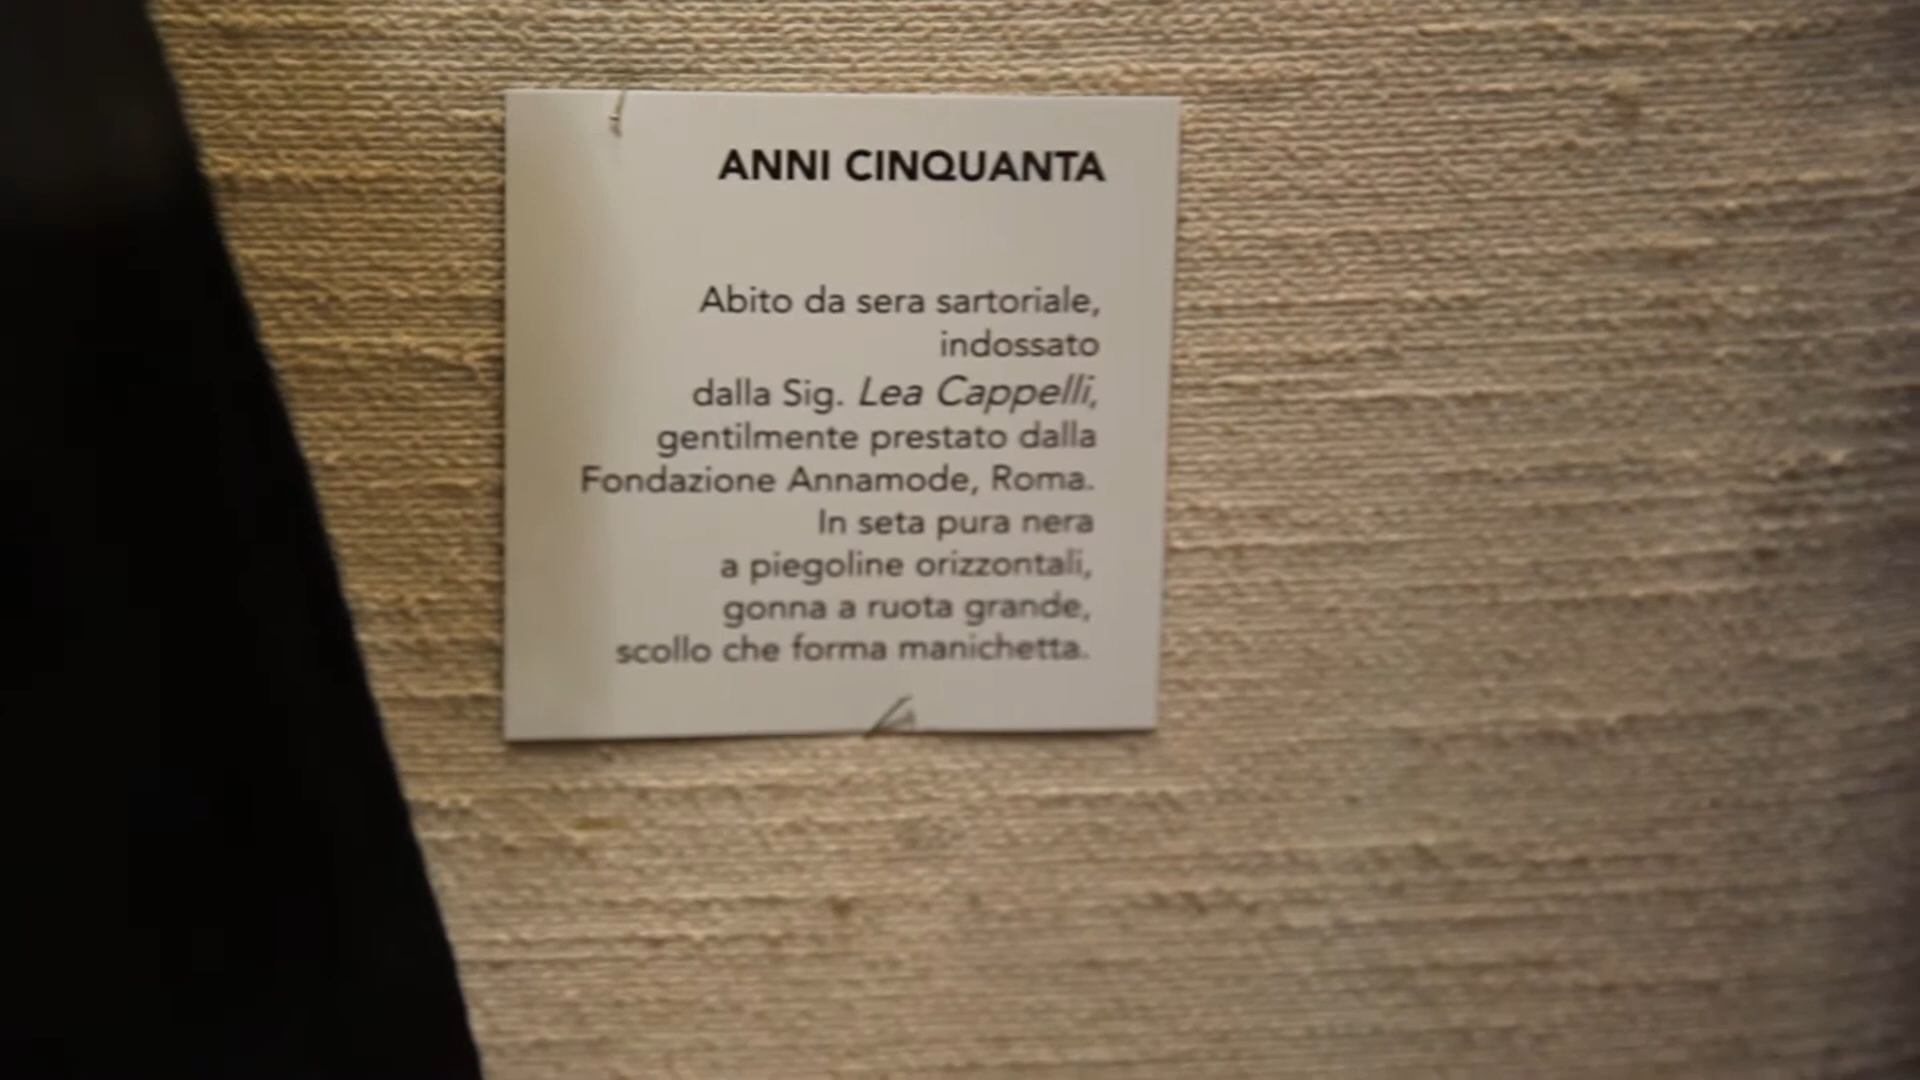 ANNI CINQUANTA
Abito da sera sartoriale,
indossato
dalla Sig. Lea Cappelli,
gentilmente prestato dalla
Fondazione Annamode, Roma.
In seta pura nera
a piegoline orizzontali,
gonna a ruota grande,
scollo che forma manichetta.